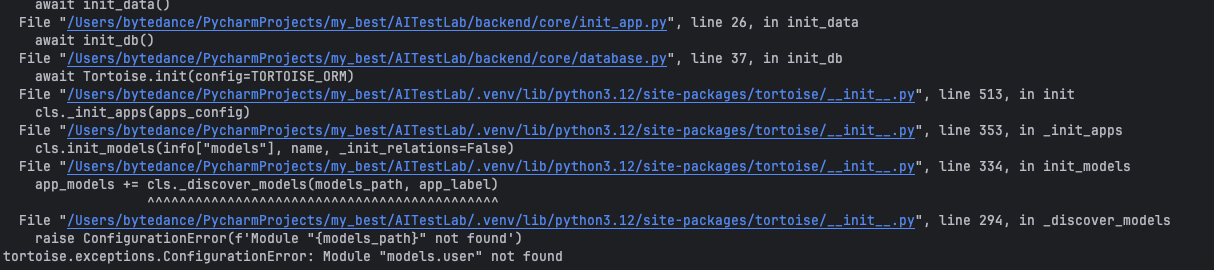 await init_data()
File "/Users/bytedance/PycharmProjects/my_best/AITestLab/backend/core/init_app.py", line 26, in init_data
await init_db()
File "/Users/bytedance/PycharmProjects/my_best/AITestLab/backend/core/database.py", line 37, in init_db
await Tortoise.init(config=TORTOISE_ORM)
File "/Users/bytedance/PycharmProjects/my_best/AITestLab/.venv/lib/python3.12/site-packages/tortoise/__init__.py", line 513, in init
cls._init_apps(apps_config)
File "/Users/bytedance/PycharmProjects/my_best/AITestLab/.venv/lib/python3.12/site-packages/tortoise/__init__.py", line 353, in _init_apps
cls.init_models(info["models"], name, _init_relations=False)
File "/Users/bytedance/PycharmProjects/my_best/AITestLab/.venv/lib/python3.12/site-packages/tortoise/__init__.py", line 334, in init_models
app_models += cls._discover_models(models_path, app_label)
^^^^^^^^^^^^^^^^^^^^^^^^^^^^^^^^^^^^^^^^^^^^
File "/Users/bytedance/PycharmProjects/my_best/AITestLab/.venv/lib/python3.12/site-packages/tortoise/__init__.py", line 294, in _discover_models
raise ConfigurationError(f'Module "{models_path}" not found')
tortoise.exceptions.ConfigurationError: Module "models.user" not found